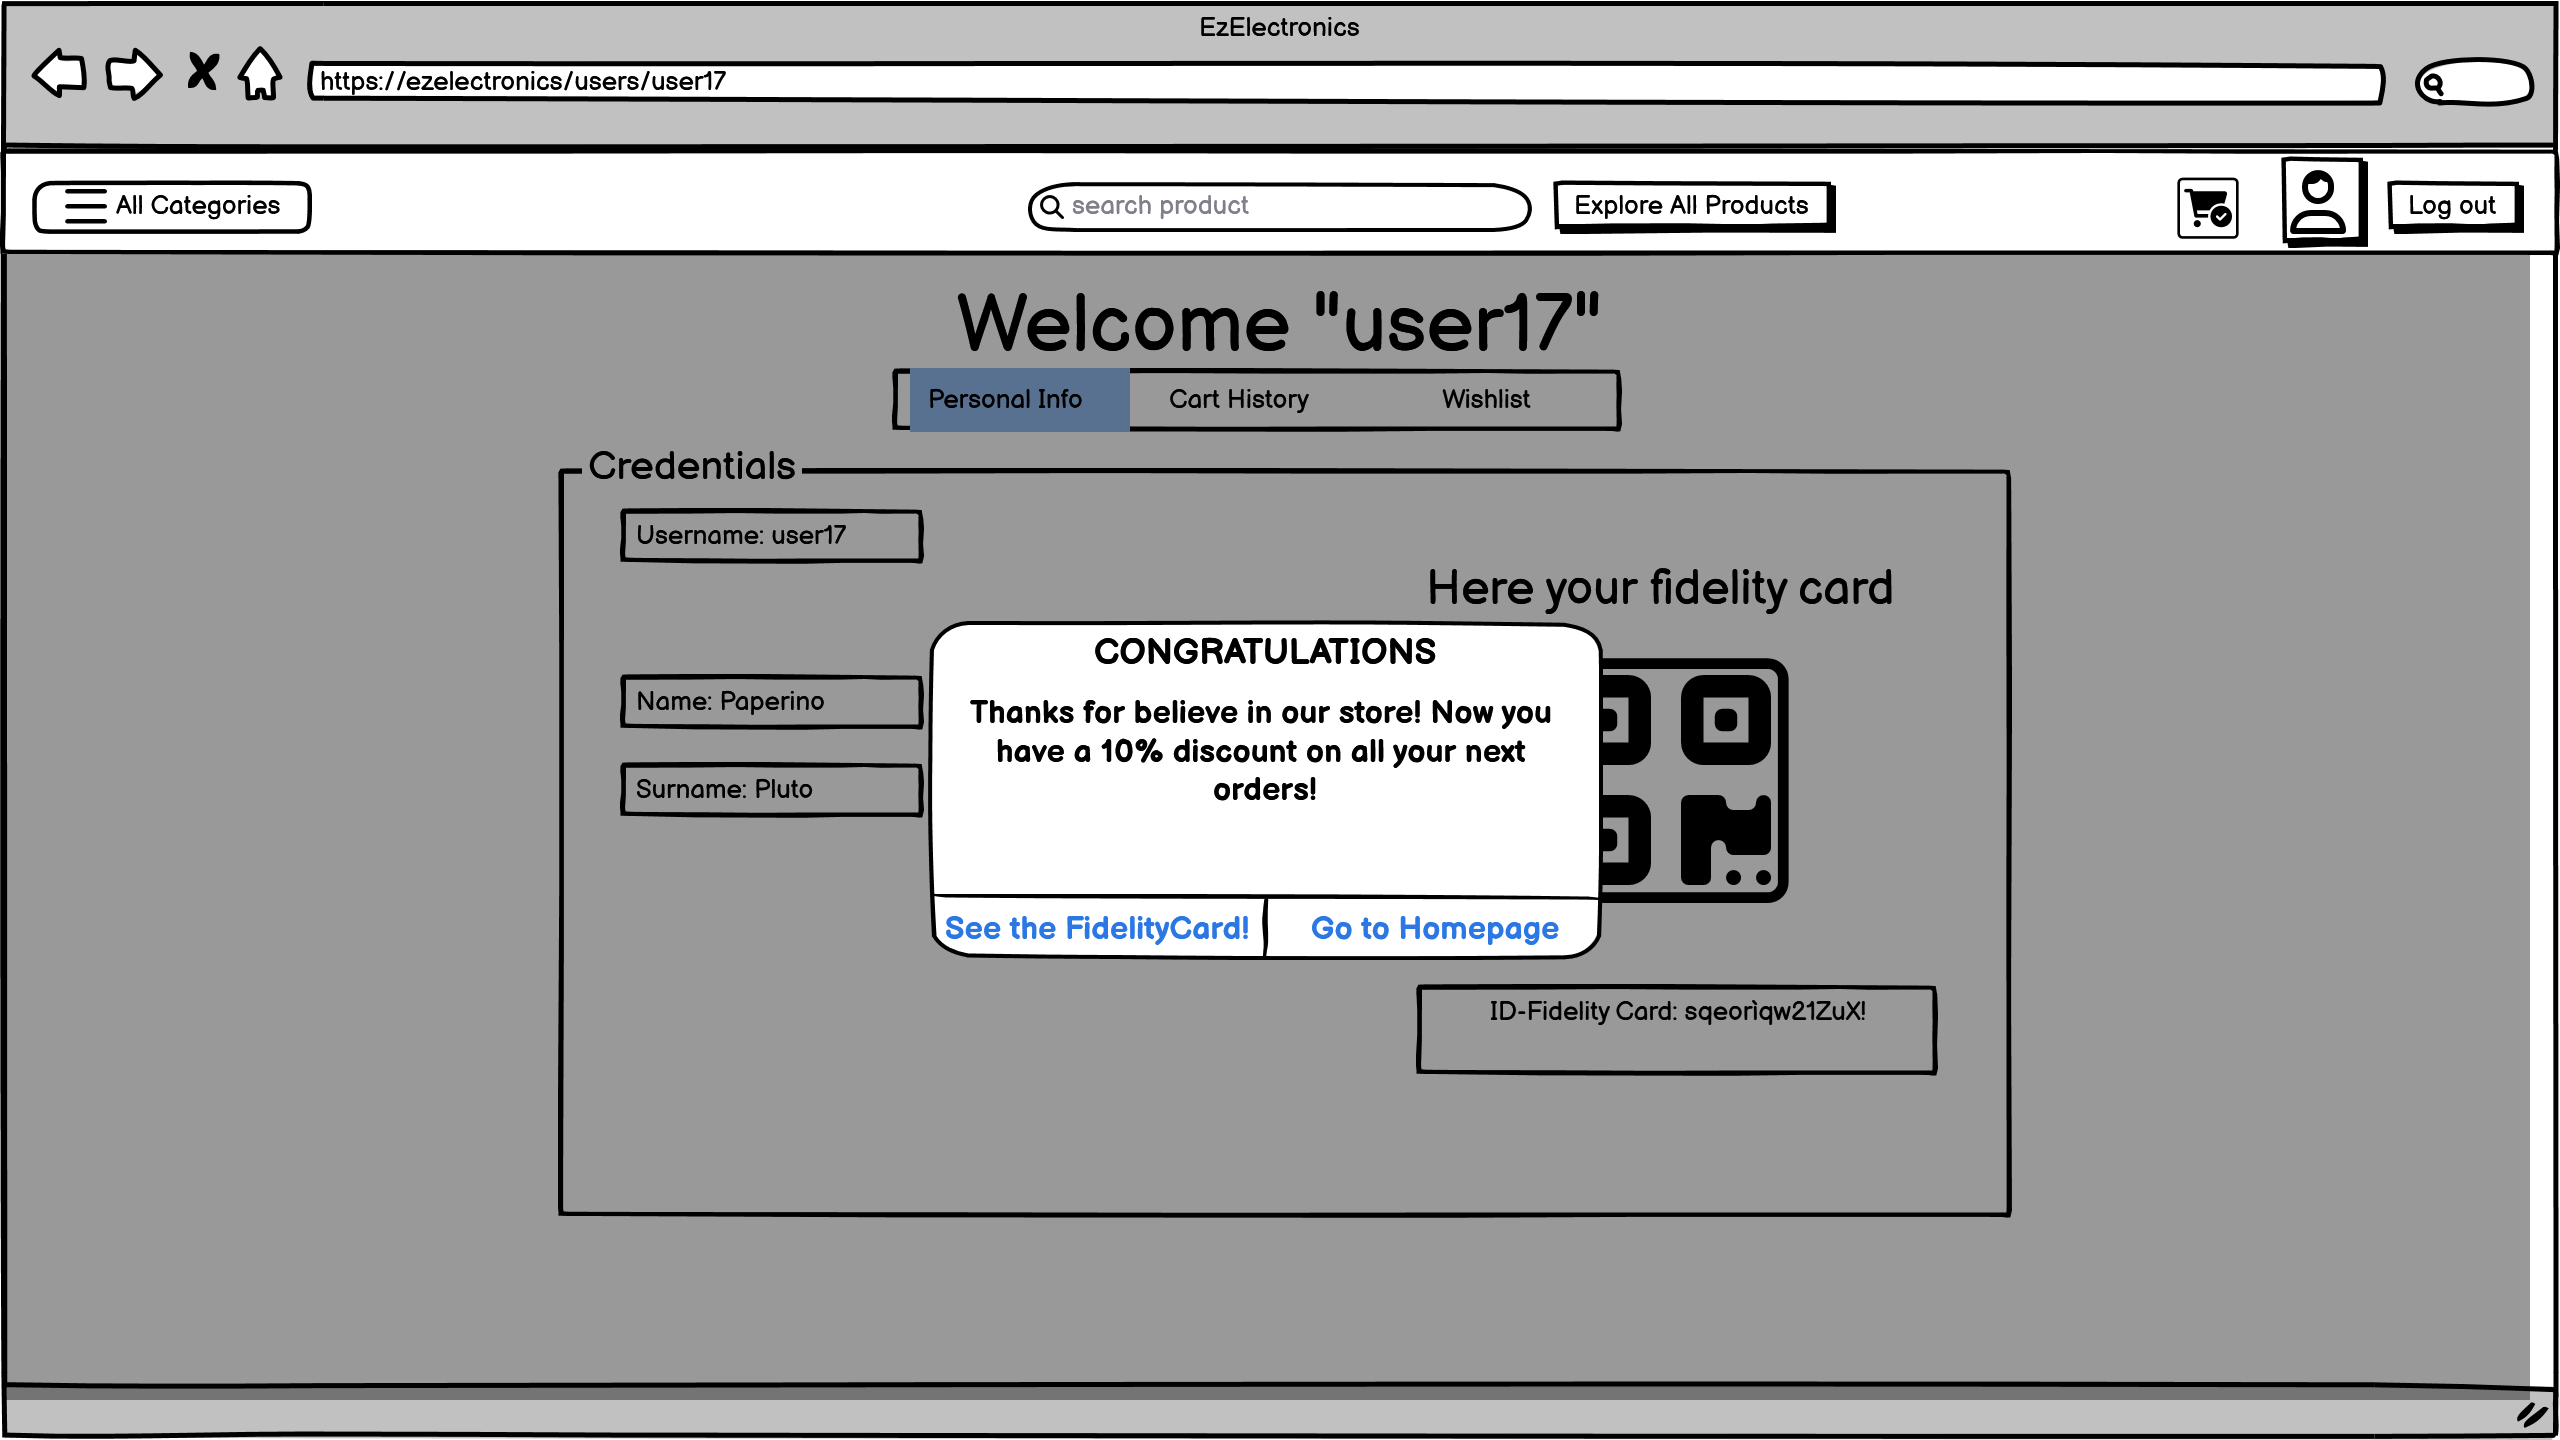 EzElectronics
https://ezelectronics/users/user17
All Categories
search product
Explore All Products
Log out
Welcome "user17"
Personal Info
Cart History
Wishlist
Credentials
Username: user17
Here your fidelity card
Name: Paperino
Surname: Pluto
CONGRATULATIONS
Thanks for believe in our store! Now you
have a 10% discount on all your next
orders!
See the FidelityCard!
Go to Homepage
ID-Fidelity Card: sqeorìqw21ZuX!